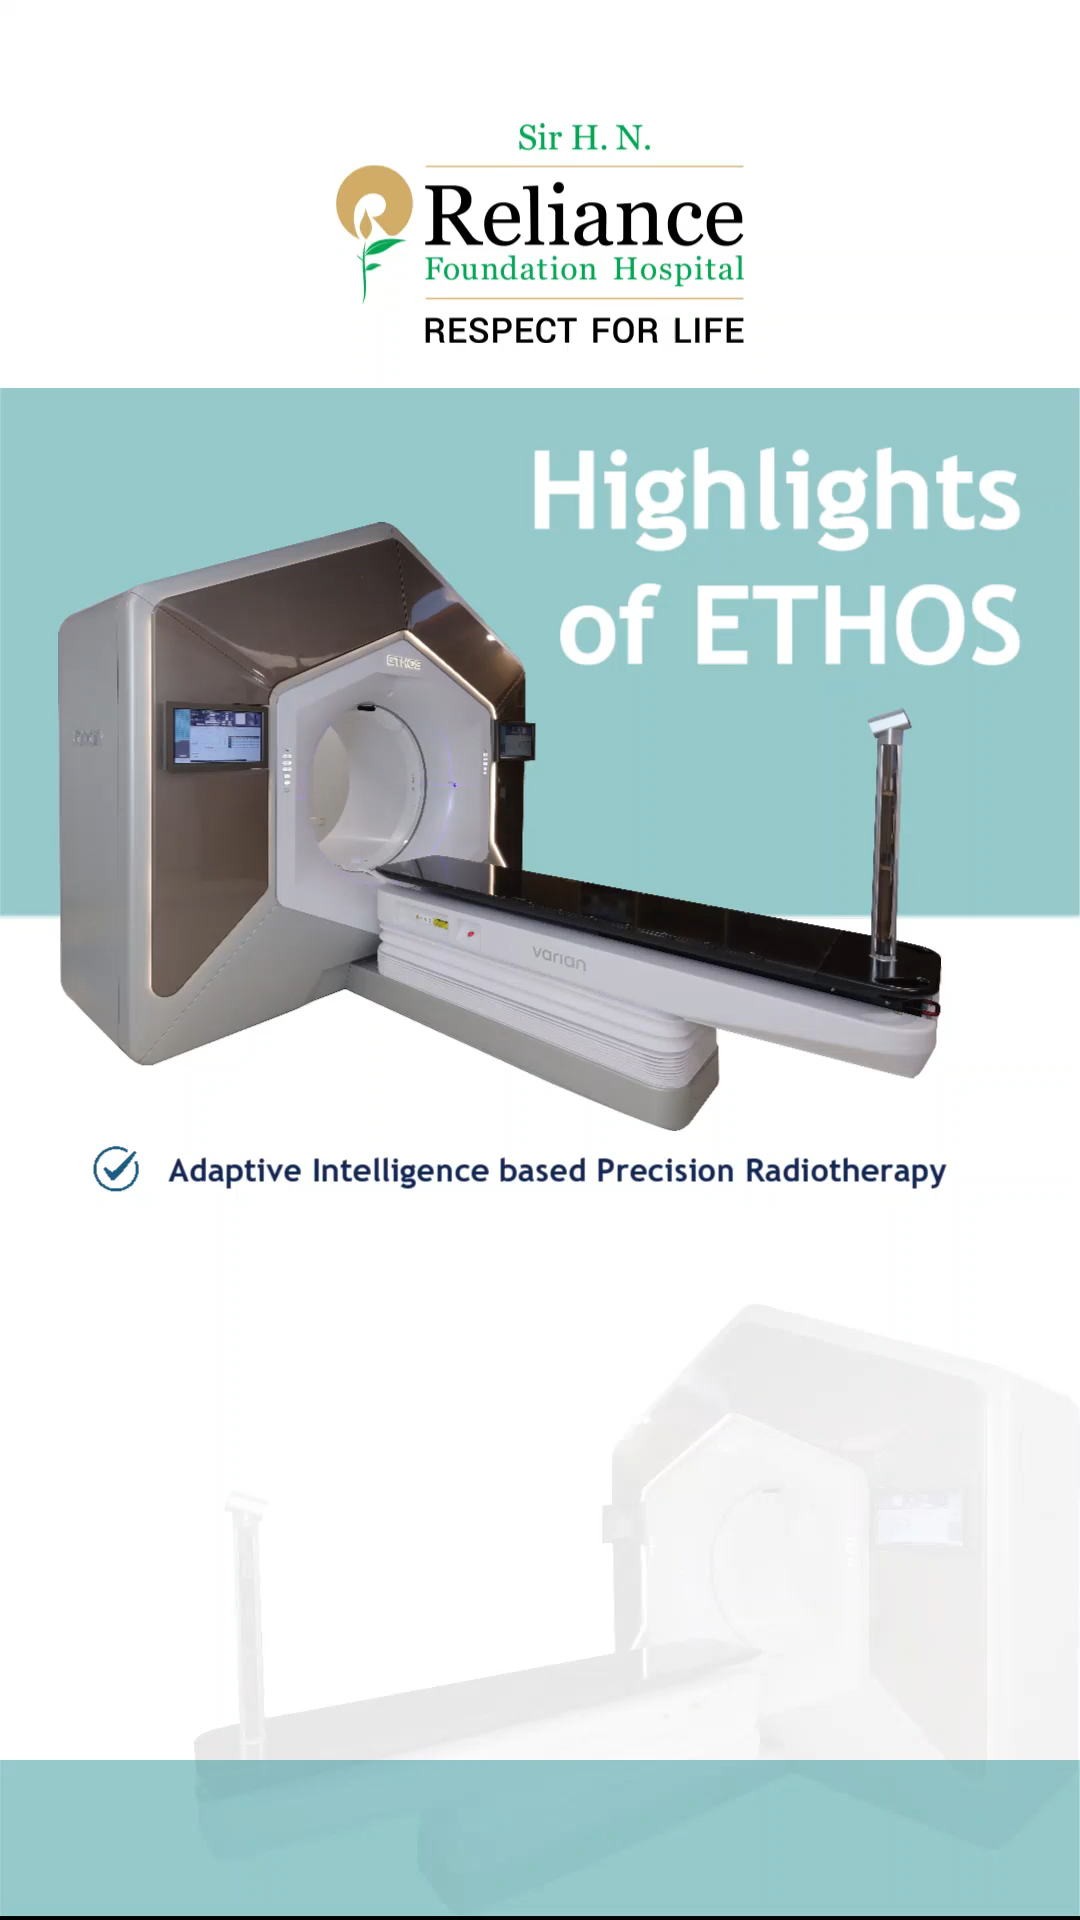 Sir H. N.
Reliance
Foundation Hospital
RESPECT FOR LIFE
Highlights
of ETHOS
ETHOS
varian
Adaptive Intelligence based Precision Radiotherapy